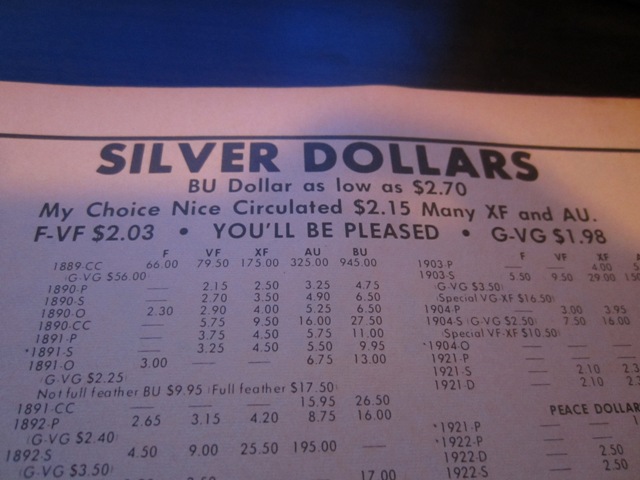 SILVER DOLLARS
BU Dollar as low as $2.70
My Choice Nice Circulated $2.15 Many XF and AU.
F-VF $2.03 • YOU'LL BE PLEASED • G-VG $1.98
F VF XF AU BU
1889-CC 66.00 79.50 175.00 325.00 945.00
(G-VG $56.00)
1890-P — 2.15 2.50 3.25 4.75
1890-S — 2.70 3.50 4.90 6.50
1890-O 2.30 2.90 4.00 5.25 6.50
1890-CC — 5.75 9.50 16.00 27.50
1891-P — 3.75 4.50 5.75 11.00
*1891-S — 3.25 4.50 5.50 9.95
1891-O 3.00 — — 6.75 13.00
(G-VG $2.25)
Not full feather BU $9.95 (Full feather $17.50)
1891-CC — — — 15.95 26.50
1892-P 2.65 3.15 4.20 8.75 16.00
(G-VG $2.40)
1892-S 4.50 9.00 25.50 195.00 —
(G-VG $3.50)
17.00
F VF XF
1903-P — — 4.00
1903-S 5.50 9.50 29.00
(G-VG $3.50)
(Special VG-XF $16.50)
1904-P — 3.00 3.95
1904-S (G-VG $2.50) 7.50 16.00
(Special VF-XF $10.50)
*1904-O — —
1921-P — —
1921-S — 2.10
1921-D — 2.10
PEACE DOLLAR
*1921-P — —
*1922-P — —
1922-D — 2.50
1922-S — 2.50